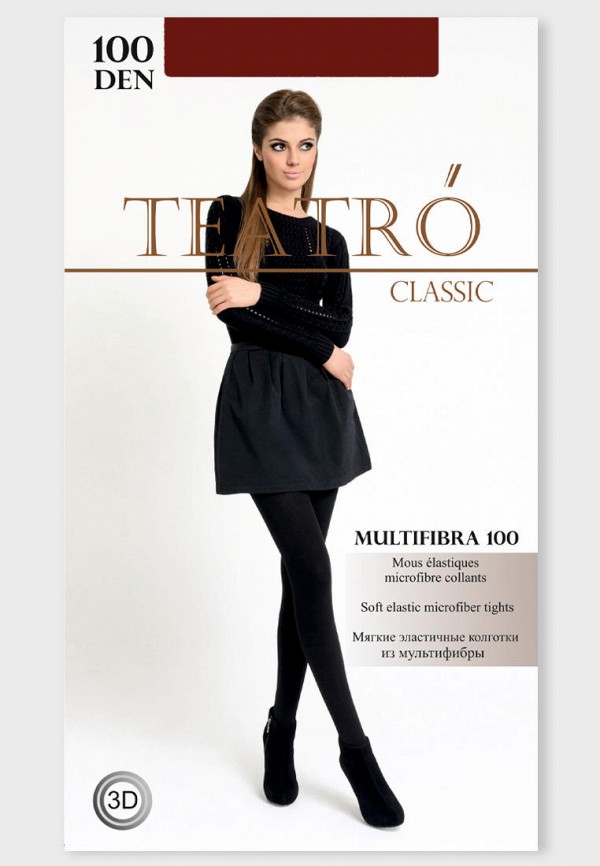 100
DEN
TEATRÓ
CLASSIC
MULTIFIBRA 100
Mous élastiques
microfibre collants
Soft elastic microfiber tights
Мягкие эластичные колготки
из мультифибры
3D